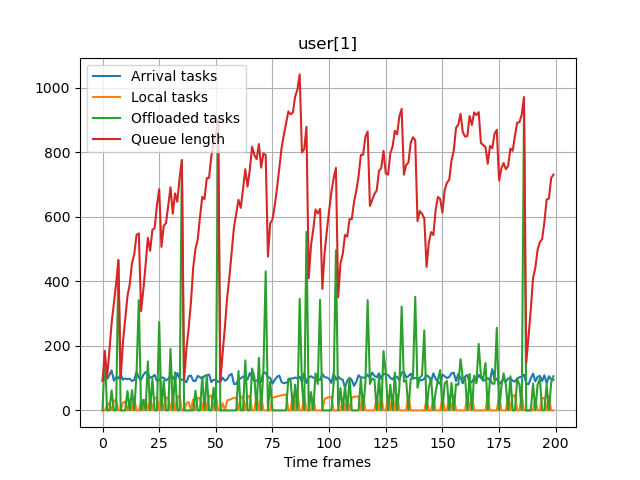 user[1]
Arrival tasks
Local tasks
Offloaded tasks
Queue length
1000
800
600
400
200
0
0 25 50 75 100 125 150 175 200
Time frames